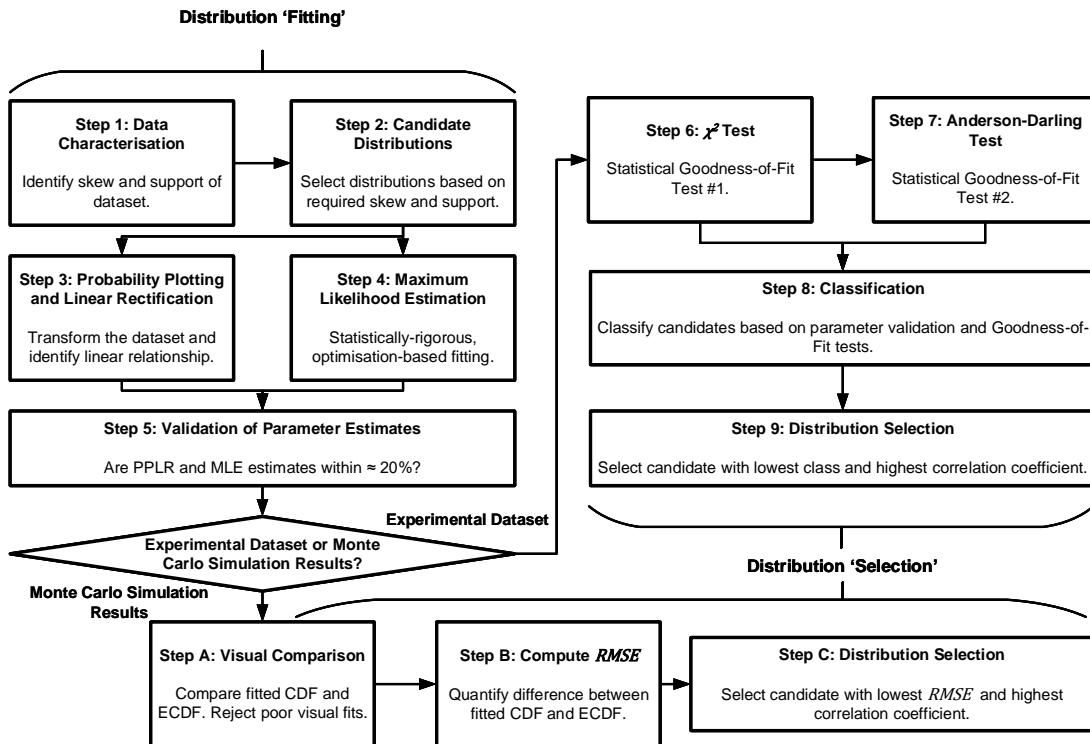 Distribution ‘Fitting’
Step 1: Data
Characterisation
Identify skew and support of
dataset.
Step 2: Candidate
Distributions
Select distributions based on
required skew and support.
Step 3: Probability Plotting
and Linear Rectification
Transform the dataset and
identify linear relationship.
Step 4: Maximum
Likelihood Estimation
Statistically-rigorous,
optimisation-based fitting.
Step 5: Validation of Parameter Estimates
Are PPLR and MLE estimates within ≈ 20%?
Experimental Dataset or Monte
Carlo Simulation Results?
Experimental Dataset
Monte Carlo Simulation
Results
Step 6: χ² Test
Statistical Goodness-of-Fit
Test #1.
Step 7: Anderson-Darling
Test
Statistical Goodness-of-Fit
Test #2.
Step 8: Classification
Classify candidates based on parameter validation and Goodness-of-
Fit tests.
Step 9: Distribution Selection
Select candidate with lowest class and highest correlation coefficient.
Distribution ‘Selection’
Step A: Visual Comparison
Compare fitted CDF and
ECDF. Reject poor visual fits.
Step B: Compute RMSE
Quantify difference between
fitted CDF and ECDF.
Step C: Distribution Selection
Select candidate with lowest RMSE and highest
correlation coefficient.